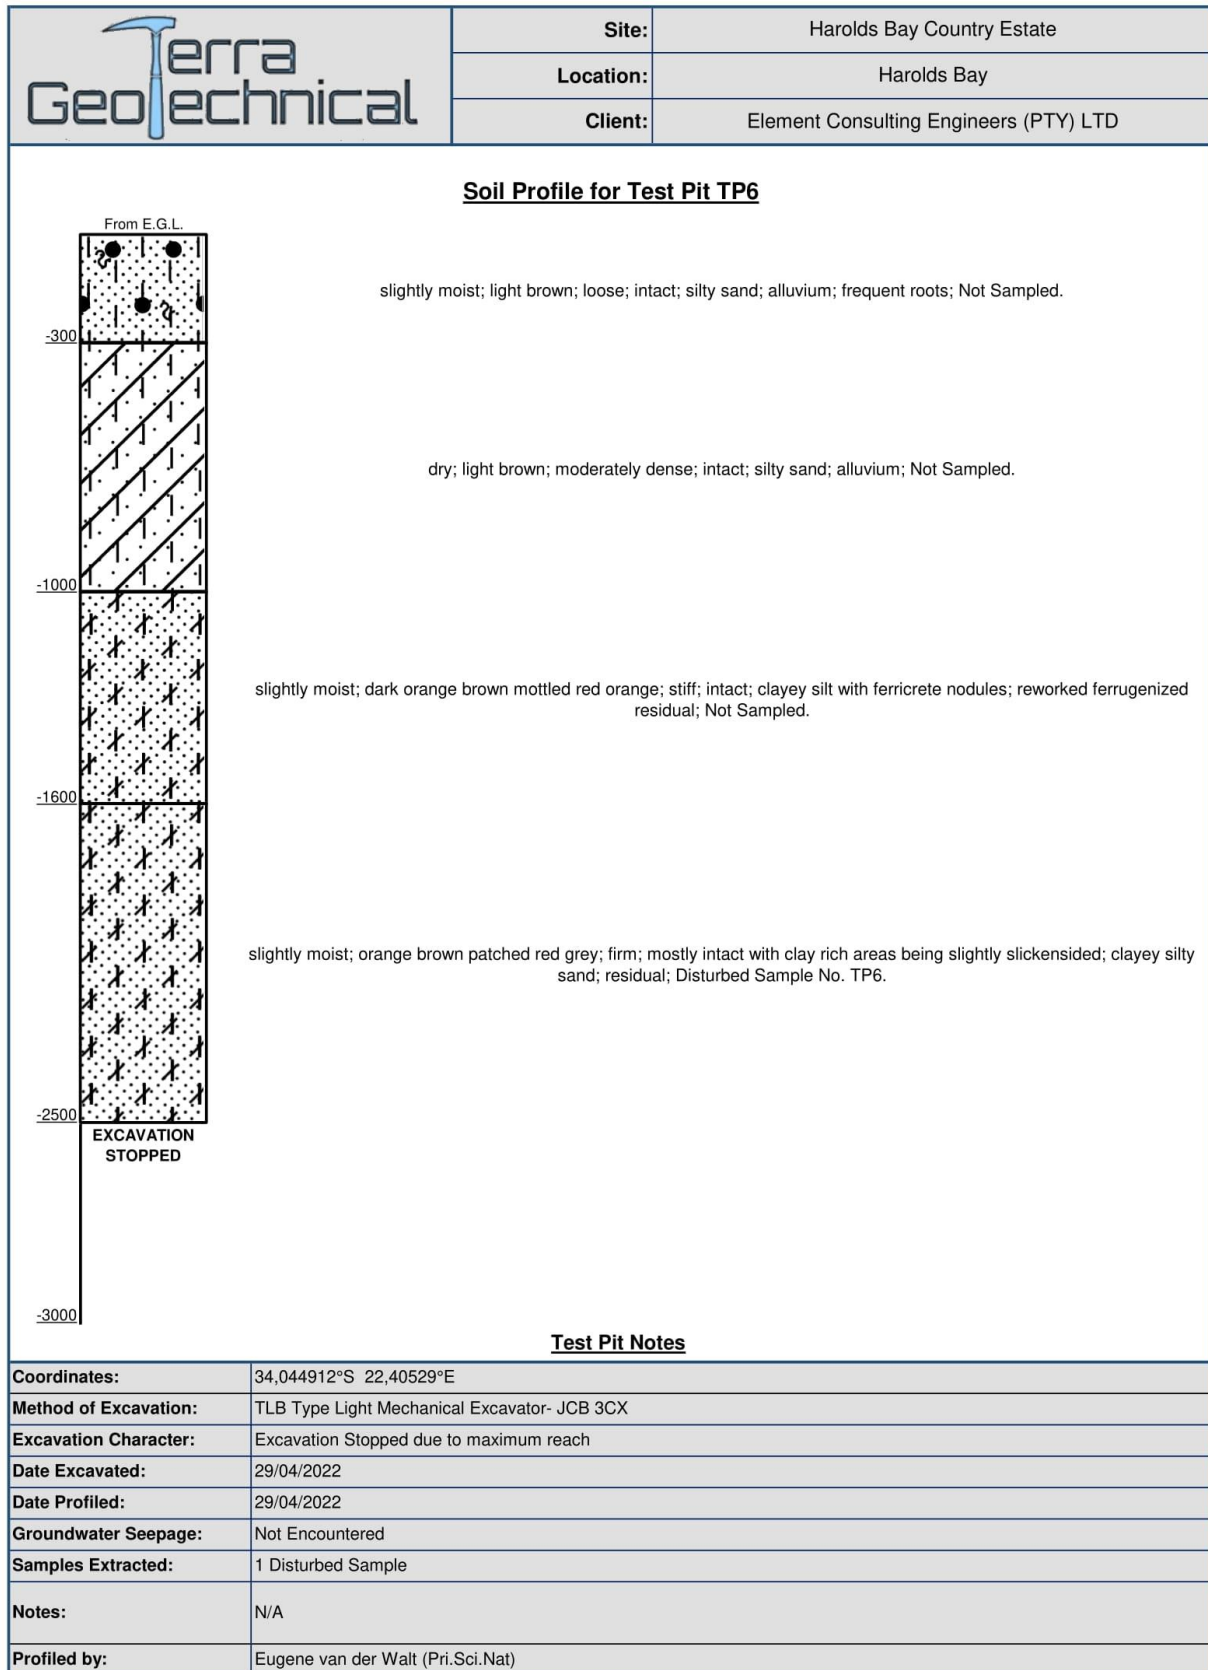 Terra
GeoTechnical
Site: Harolds Bay Country Estate
Location: Harolds Bay
Client: Element Consulting Engineers (PTY) LTD
Soil Profile for Test Pit TP6
From E.G.L.
slightly moist; light brown; loose; intact; silty sand; alluvium; frequent roots; Not Sampled.
-300
dry; light brown; moderately dense; intact; silty sand; alluvium; Not Sampled.
-1000
slightly moist; dark orange brown mottled red orange; stiff; intact; clayey silt with ferricrete nodules; reworked ferrugenized
residual; Not Sampled.
-1600
slightly moist; orange brown patched red grey; firm; mostly intact with clay rich areas being slightly slickensided; clayey silty
sand; residual; Disturbed Sample No. TP6.
-2500
EXCAVATION
STOPPED
-3000
Test Pit Notes
Coordinates: 34,044912°S 22,40529°E
Method of Excavation: TLB Type Light Mechanical Excavator- JCB 3CX
Excavation Character: Excavation Stopped due to maximum reach
Date Excavated: 29/04/2022
Date Profiled: 29/04/2022
Groundwater Seepage: Not Encountered
Samples Extracted: 1 Disturbed Sample
Notes: N/A
Profiled by: Eugene van der Walt (Pri.Sci.Nat)